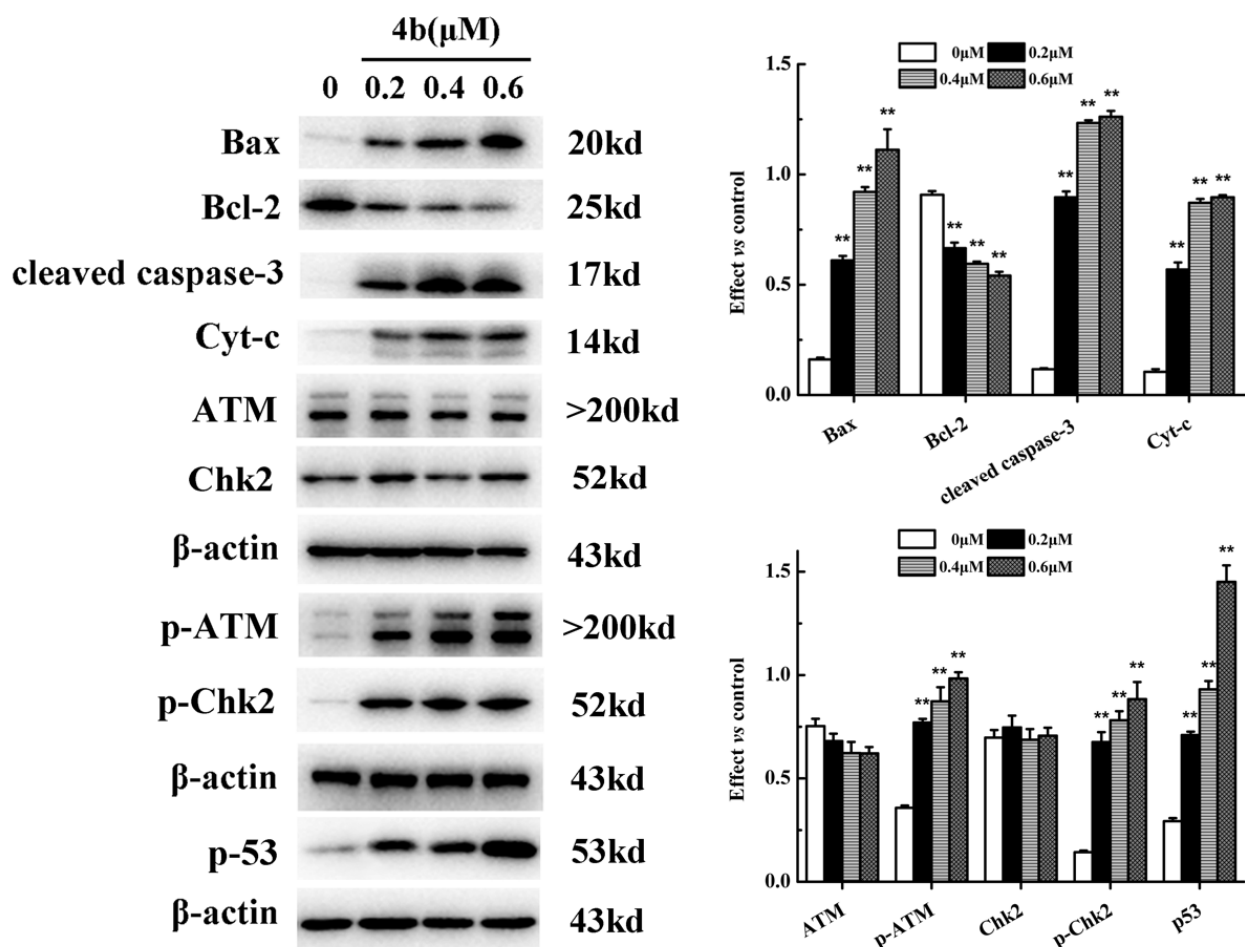 4b(μM)
0 0.2 0.4 0.6
Bax 20kd
Bcl-2 25kd
cleaved caspase-3 17kd
Cyt-c 14kd
ATM >200kd
Chk2 52kd
β-actin 43kd
p-ATM >200kd
p-Chk2 52kd
β-actin 43kd
p-53 53kd
β-actin 43kd
0μM 0.2μM
0.4μM 0.6μM
Effect vs control
1.5
1.0
0.5
0.0
** ** **
** ** **
** ** **
** ** **
Bax Bcl-2 cleaved caspase-3 Cyt-c
0μM 0.2μM
0.4μM 0.6μM
Effect vs control
1.5
1.0
0.5
0.0
** ** **
** ** **
** ** **
ATM p-ATM Chk2 p-Chk2 p53